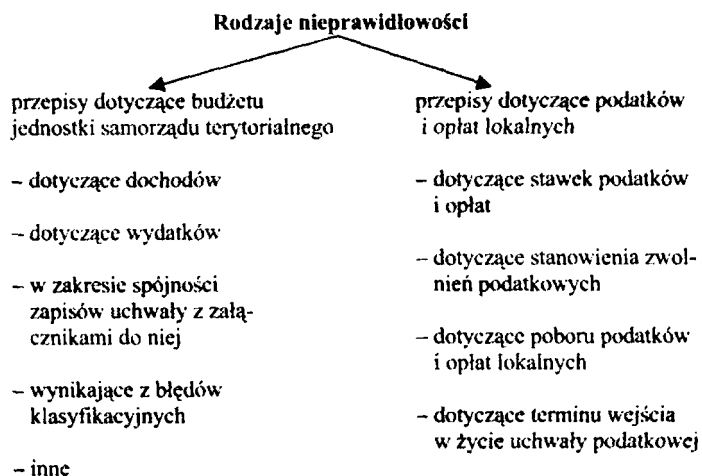 Rodzaje nieprawidłowości
przepisy dotyczące budżetu
jednostki samorządu terytorialnego
– dotyczące dochodów
– dotyczące wydatków
– w zakresie spójności
zapisów uchwały z załą-
cznikami do niej
– wynikające z błędów
klasyfikacyjnych
– inne
przepisy dotyczące podatków
i opłat lokalnych
– dotyczące stawek podatków
i opłat
– dotyczące stanowienia zwol-
nień podatkowych
– dotyczące poboru podatków
i opłat lokalnych
– dotyczące terminu wejścia
w życie uchwały podatkowej